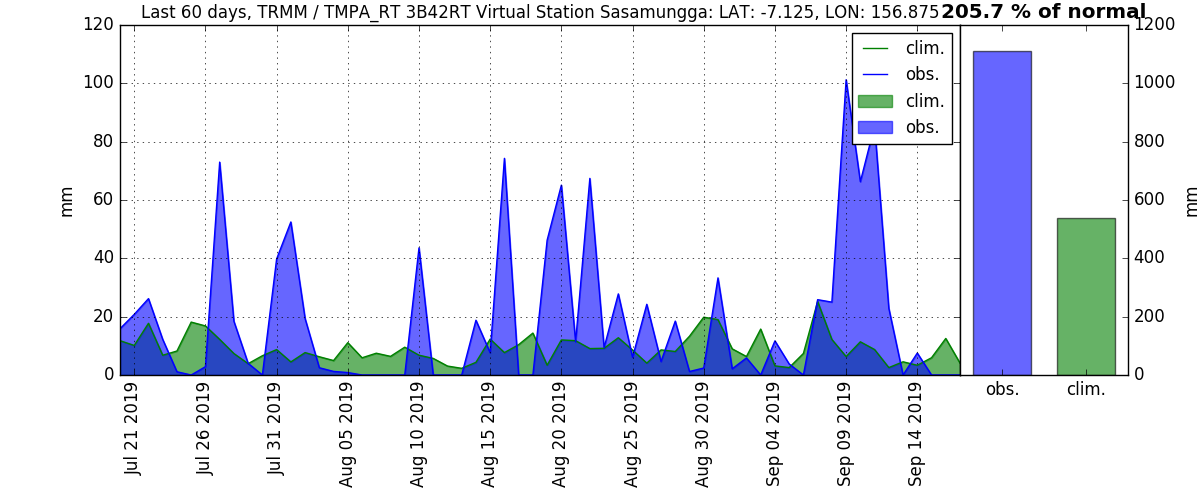 Last 60 days, TRMM / TMPA_RT 3B42RT Virtual Station Sasamungga: LAT: -7.125, LON: 156.875
205.7 % of normal
120
100
80
60
40
20
0
mm
clim.
obs.
clim.
obs.
1200
1000
800
600
400
200
0
mm
Jul 21 2019
Jul 26 2019
Jul 31 2019
Aug 05 2019
Aug 10 2019
Aug 15 2019
Aug 20 2019
Aug 25 2019
Aug 30 2019
Sep 04 2019
Sep 09 2019
Sep 14 2019
obs.
clim.